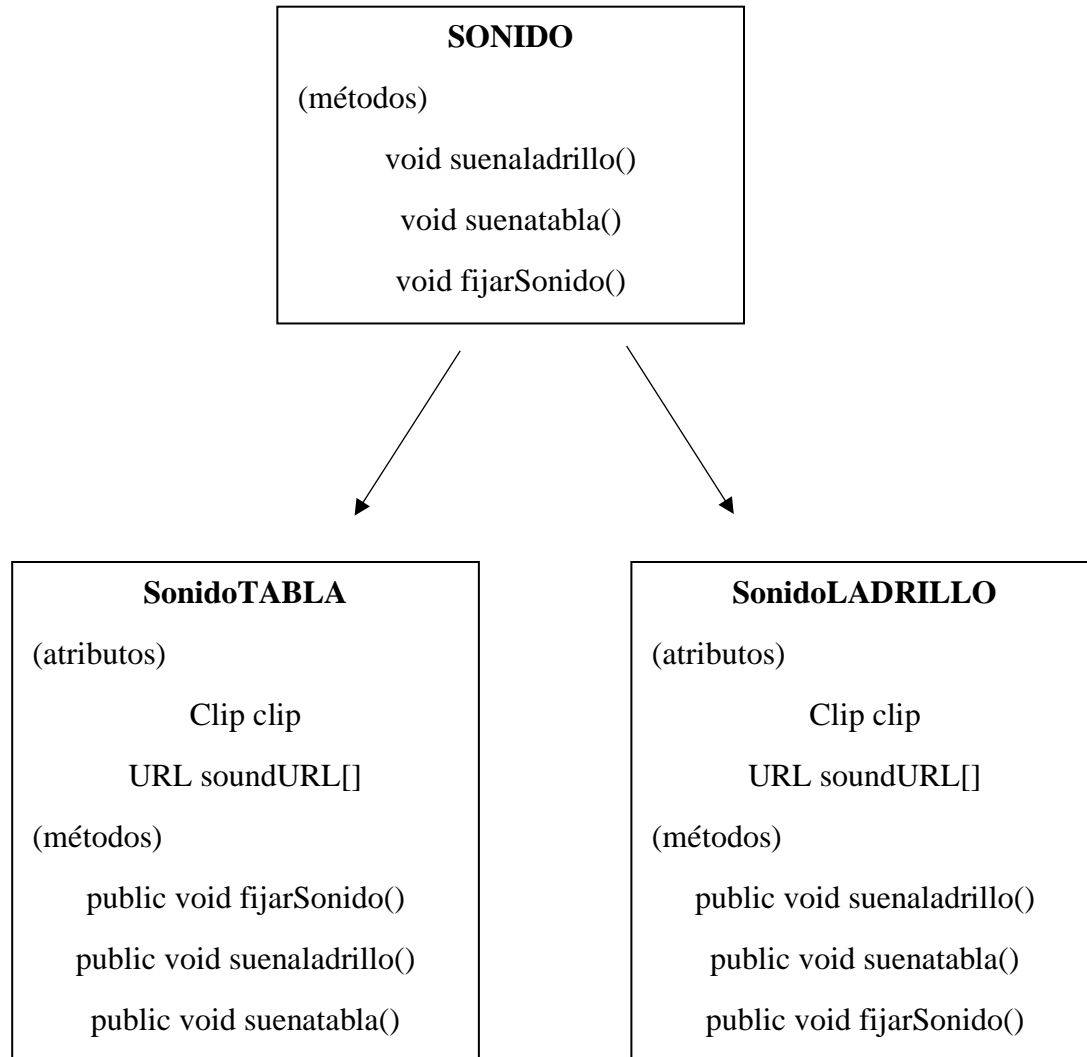 SONIDO
(métodos)
void suenaladrillo()
void suenatabla()
void fijarSonido()
SonidoTABLA
(atributos)
Clip clip
URL soundURL[]
(métodos)
public void fijarSonido()
public void suenaladrillo()
public void suenatabla()
SonidoLADRILLO
(atributos)
Clip clip
URL soundURL[]
(métodos)
public void suenaladrillo()
public void suenatabla()
public void fijarSonido()